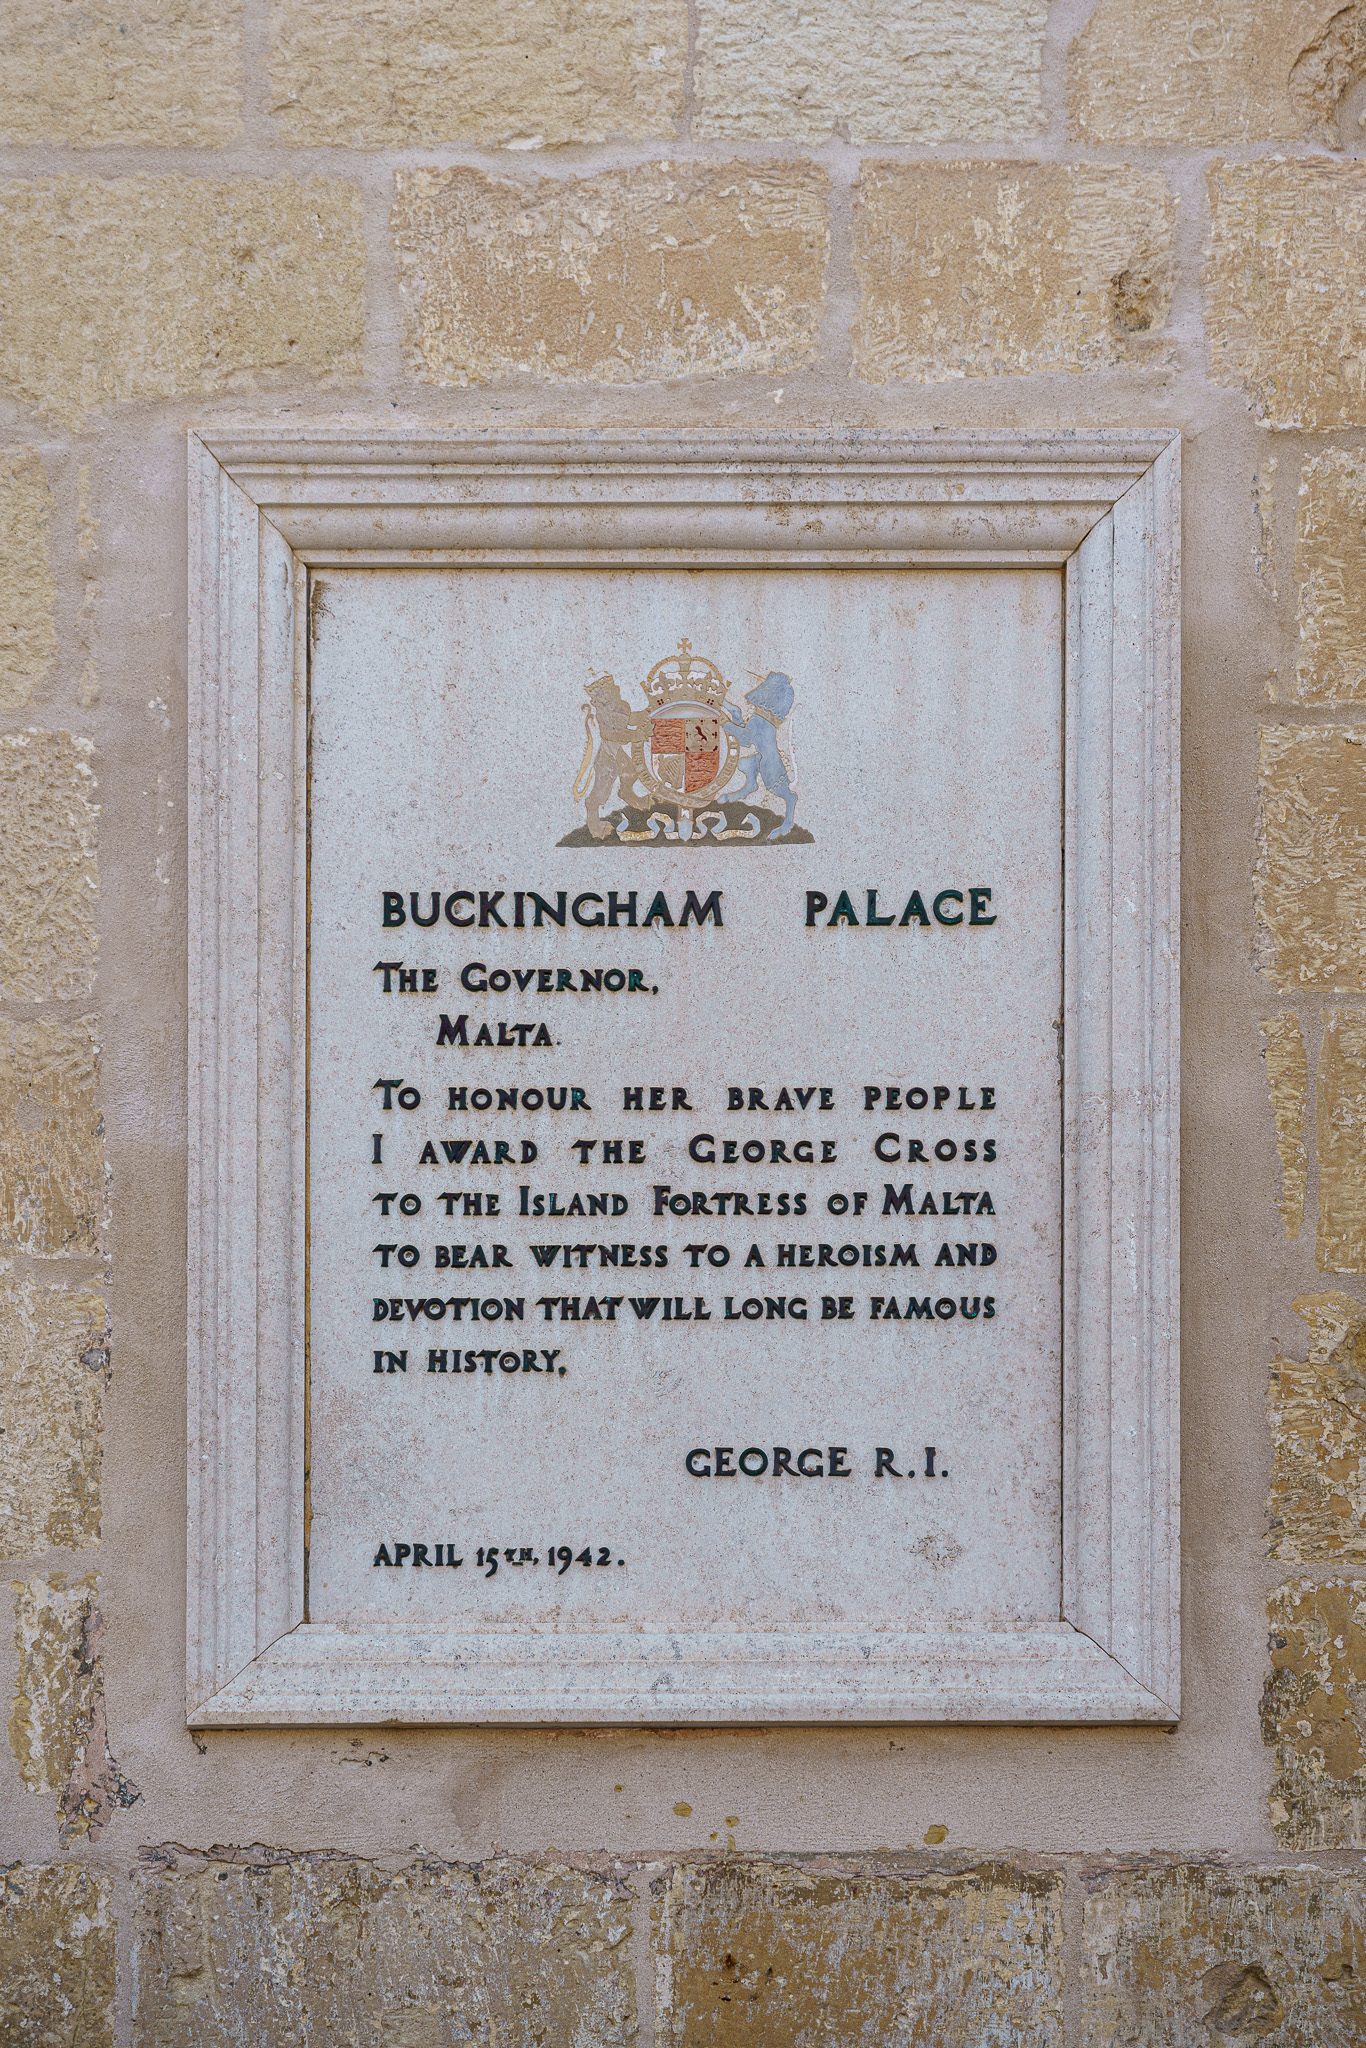 BUCKINGHAM PALACE
THE GOVERNOR,
MALTA.
TO HONOUR HER BRAVE PEOPLE
I AWARD THE GEORGE CROSS
TO THE ISLAND FORTRESS OF MALTA
TO BEAR WITNESS TO A HEROISM AND
DEVOTION THAT WILL LONG BE FAMOUS
IN HISTORY.
GEORGE R.I.
APRIL 15TH, 1942.